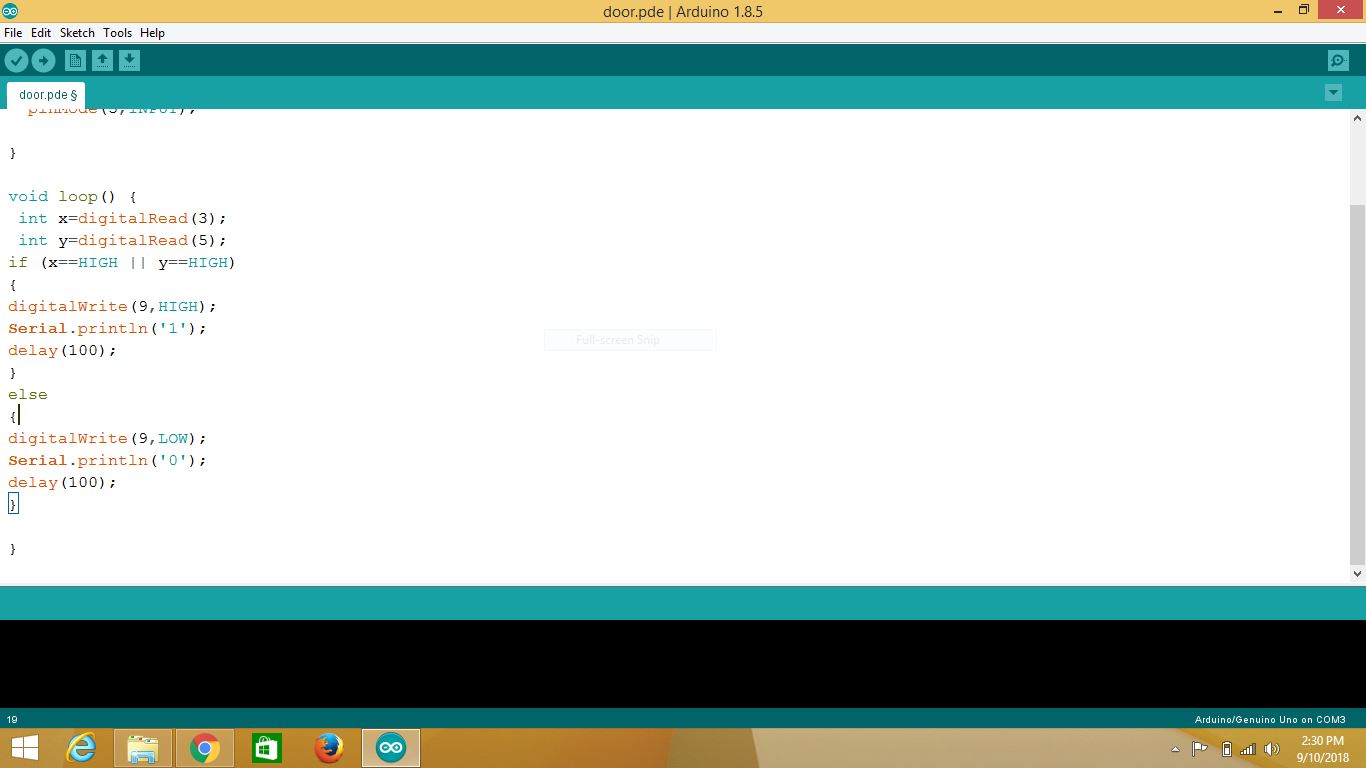 door.pde | Arduino 1.8.5
File Edit Sketch Tools Help
door.pde §
pinMode(5,INPUT);
}
void loop() {
int x=digitalRead(3);
int y=digitalRead(5);
if (x==HIGH || y==HIGH)
{
digitalWrite(9,HIGH);
Serial.println('1');
Full-screen Snip
delay(100);
}
else
{
digitalWrite(9,LOW);
Serial.println('0');
delay(100);
}
}
19
Arduino/Genuino Uno on COM3
2:30 PM
9/10/2018